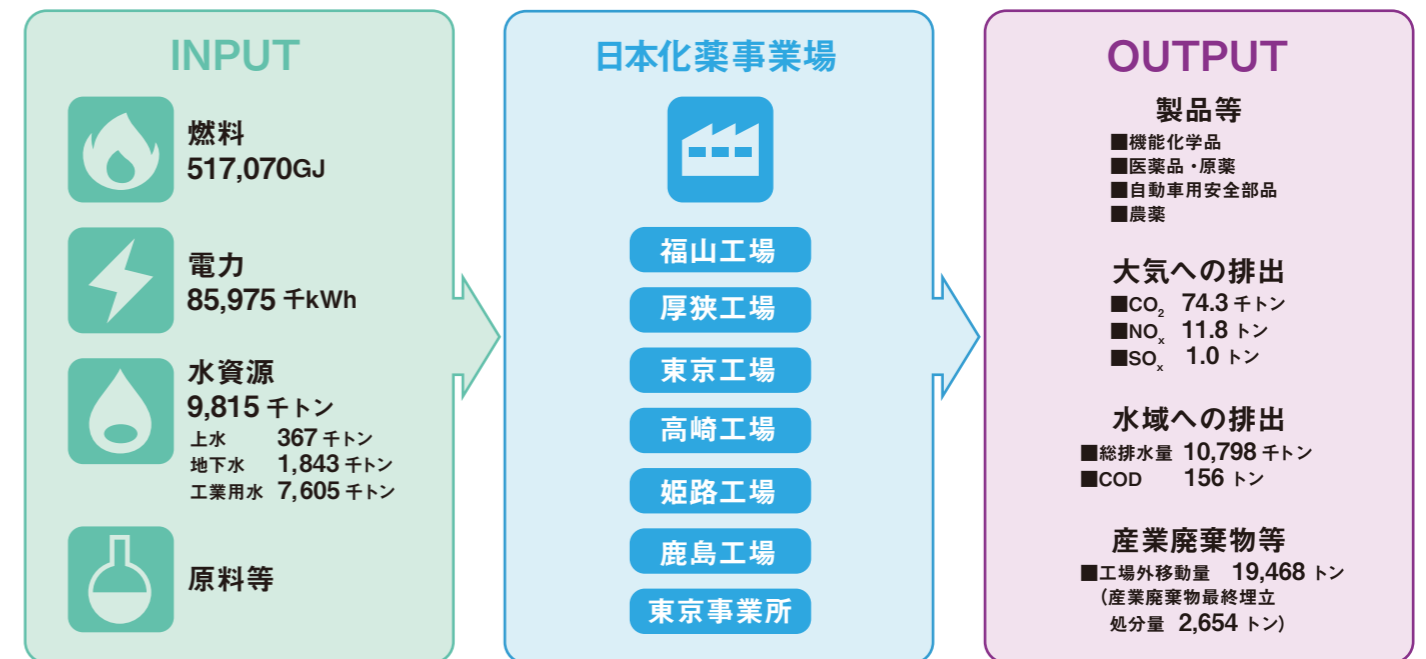 INPUT
燃料
517,070GJ
電力
85,975 千kWh
水資源
9,815 千トン
上水 367 千トン
地下水 1,843 千トン
工業用水 7,605 千トン
原料等
日本化薬事業場
福山工場
厚狭工場
東京工場
高崎工場
姫路工場
鹿島工場
東京事業所
OUTPUT
製品等
■機能化学品
■医薬品・原薬
■自動車用安全部品
■農薬
大気への排出
■CO₂ 74.3 千トン
■NOₓ 11.8 トン
■SOₓ 1.0 トン
水域への排出
■総排水量 10,798 千トン
■COD 156 トン
産業廃棄物等
■工場外移動量 19,468 トン
(産業廃棄物最終埋立
処分量 2,654 トン)